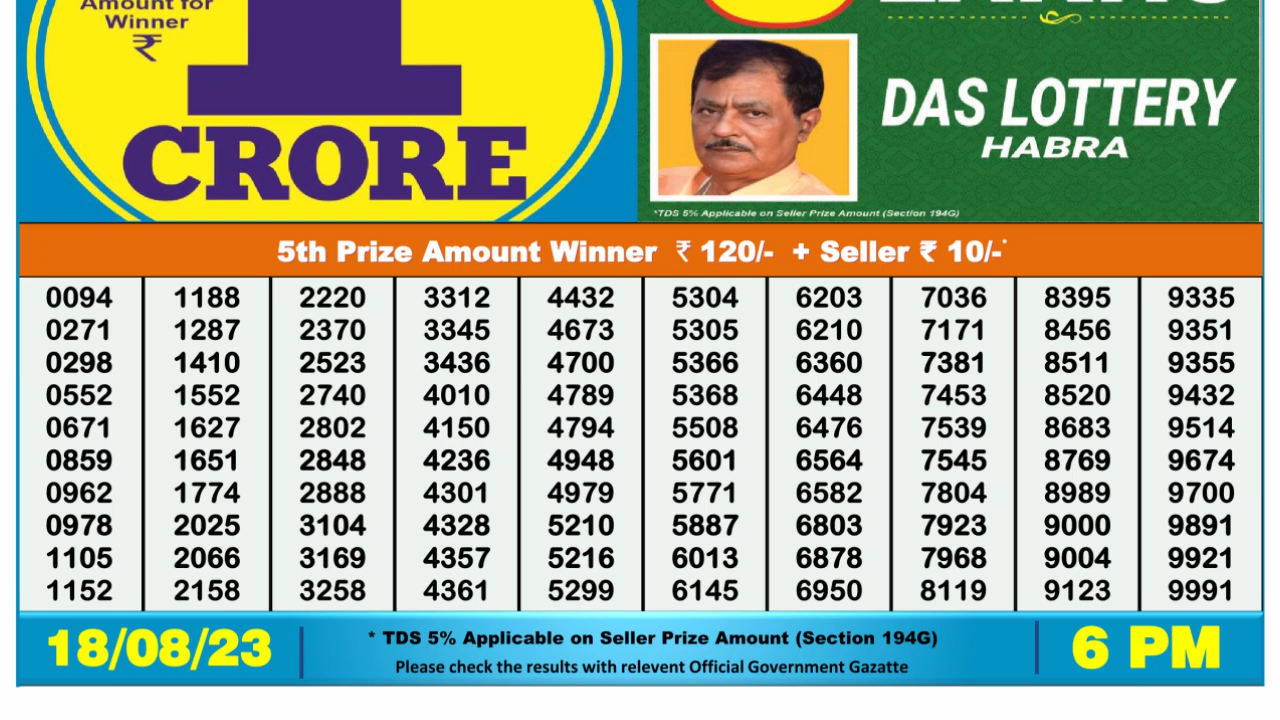 Amount for
Winner
₹
1
CRORE
DAS LOTTERY
HABRA
*TDS 5% Applicable on Seller Prize Amount (Section 194G)
5th Prize Amount Winner ₹ 120/- + Seller ₹ 10/-*
0094 1188 2220 3312 4432 5304 6203 7036 8395 9335
0271 1287 2370 3345 4673 5305 6210 7171 8456 9351
0298 1410 2523 3436 4700 5366 6360 7381 8511 9355
0552 1552 2740 4010 4789 5368 6448 7453 8520 9432
0671 1627 2802 4150 4794 5508 6476 7539 8683 9514
0859 1651 2848 4236 4948 5601 6564 7545 8769 9674
0962 1774 2888 4301 4979 5771 6582 7804 8989 9700
0978 2025 3104 4328 5210 5887 6803 7923 9000 9891
1105 2066 3169 4357 5216 6013 6878 7968 9004 9921
1152 2158 3258 4361 5299 6145 6950 8119 9123 9991
18/08/23
* TDS 5% Applicable on Seller Prize Amount (Section 194G)
Please check the results with relevent Official Government Gazatte
6 PM